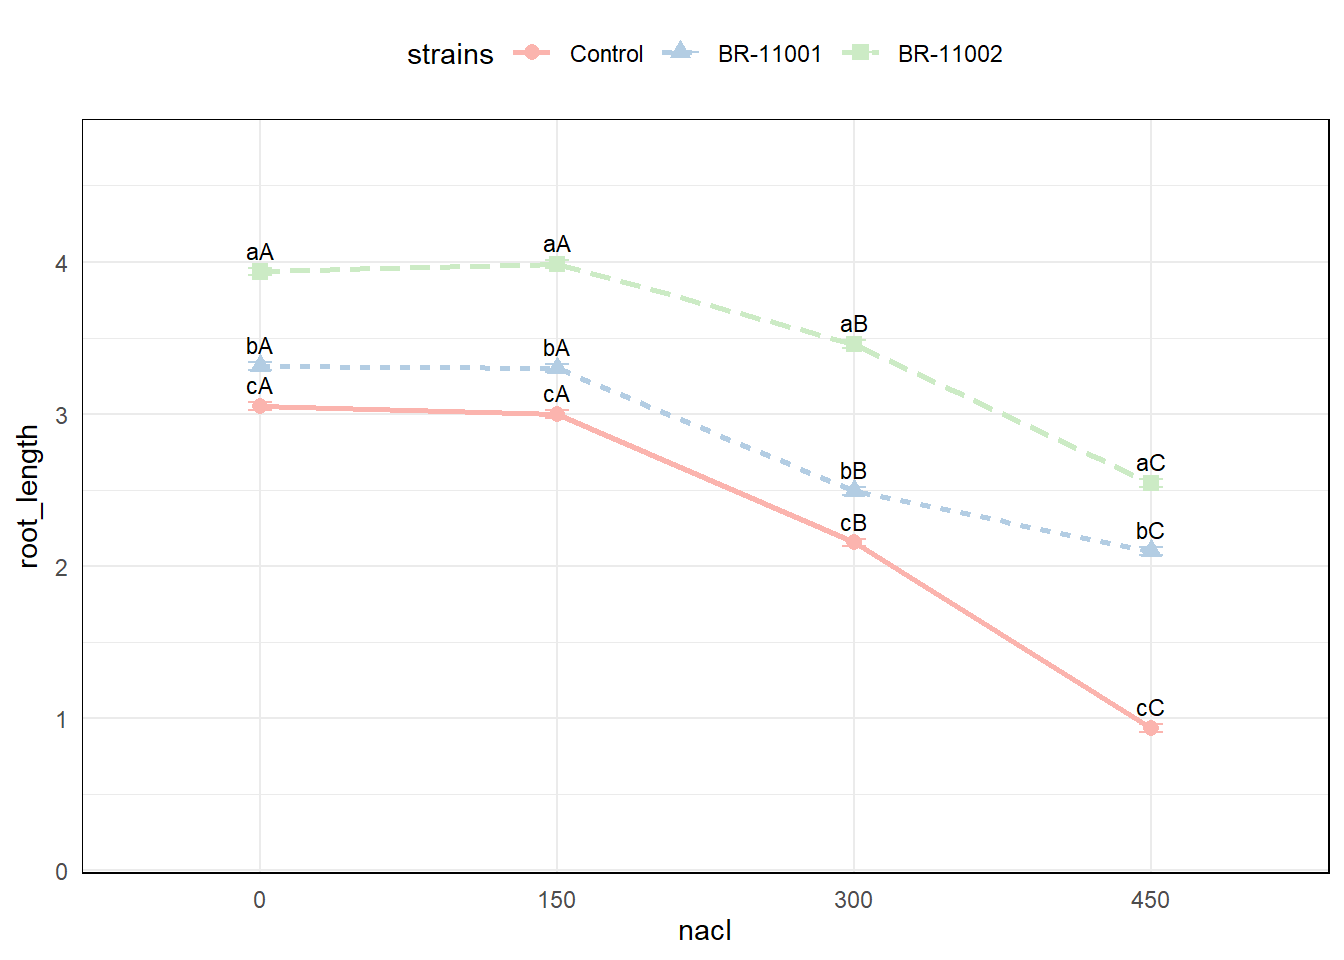 strains Control BR-11001 BR-11002
aA
aA
4
aB
bA
bA
cA
cA
3
aC
bB
cB
bC
2
cC
1
0
root_length
0 150 300 450
nacl